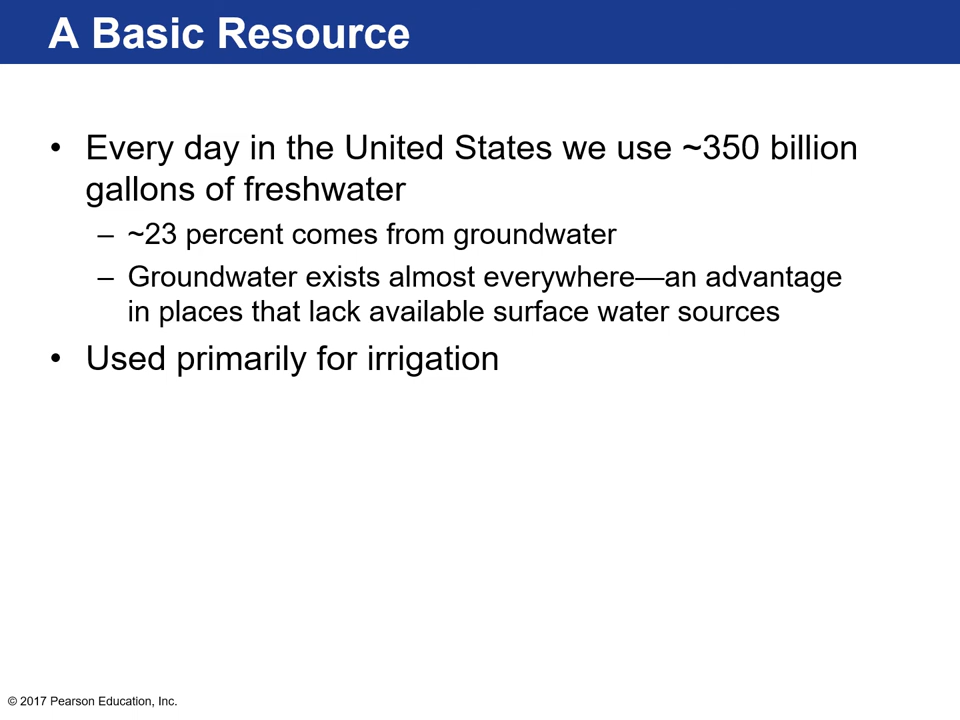 A Basic Resource
• Every day in the United States we use ~350 billion
gallons of freshwater
– ~23 percent comes from groundwater
– Groundwater exists almost everywhere—an advantage
in places that lack available surface water sources
• Used primarily for irrigation
© 2017 Pearson Education, Inc.